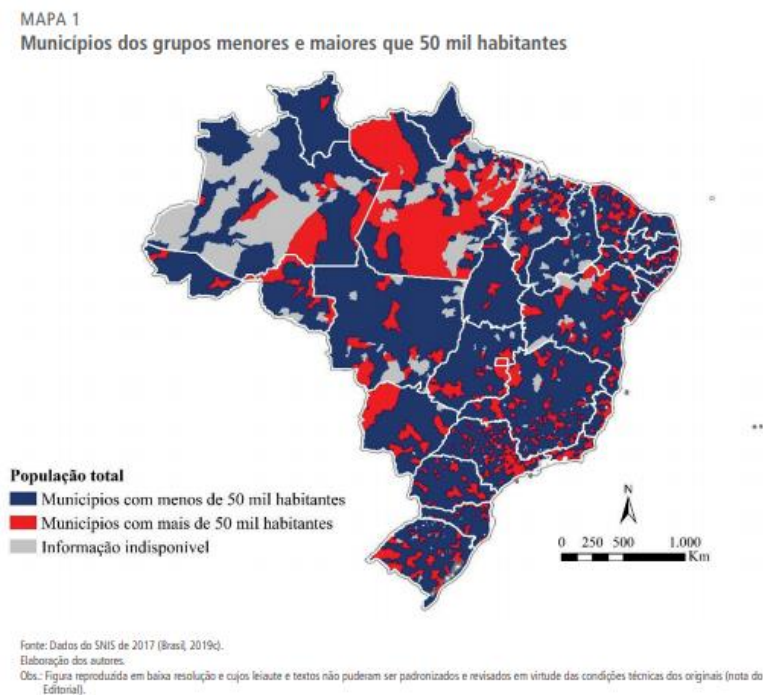 MAPA 1
Municípios dos grupos menores e maiores que 50 mil habitantes
População total
Municípios com menos de 50 mil habitantes
Municípios com mais de 50 mil habitantes
Informação indisponível
N
0 250 500 1.000
Km
Fonte: Dados do SNIS de 2017 (Brasil, 2019c).
Elaboração dos autores.
Obs.: Figura reproduzida em baixa resolução e cujos leiaute e textos não puderam ser padronizados e revisados em virtude das condições técnicas dos originais (nota do
Editorial).